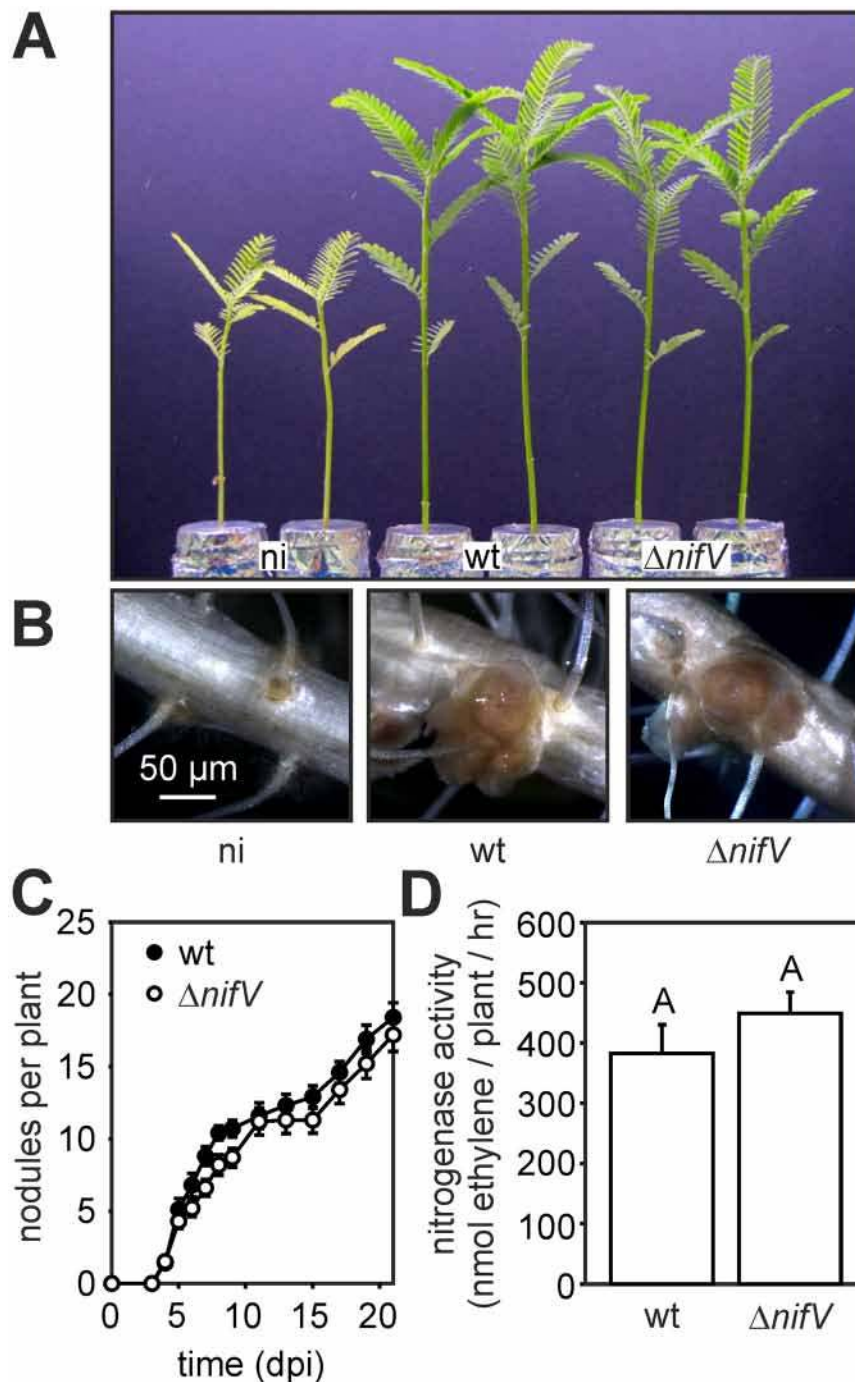 A
ni wt ΔnifV
B
50 µm
ni wt ΔnifV
C
nodules per plant
25
20
15
10
5
0
wt
ΔnifV
0 5 10 15 20
time (dpi)
D
nitrogenase activity
(nmol ethylene / plant / hr)
600
500
400
300
200
100
0
A A
wt ΔnifV